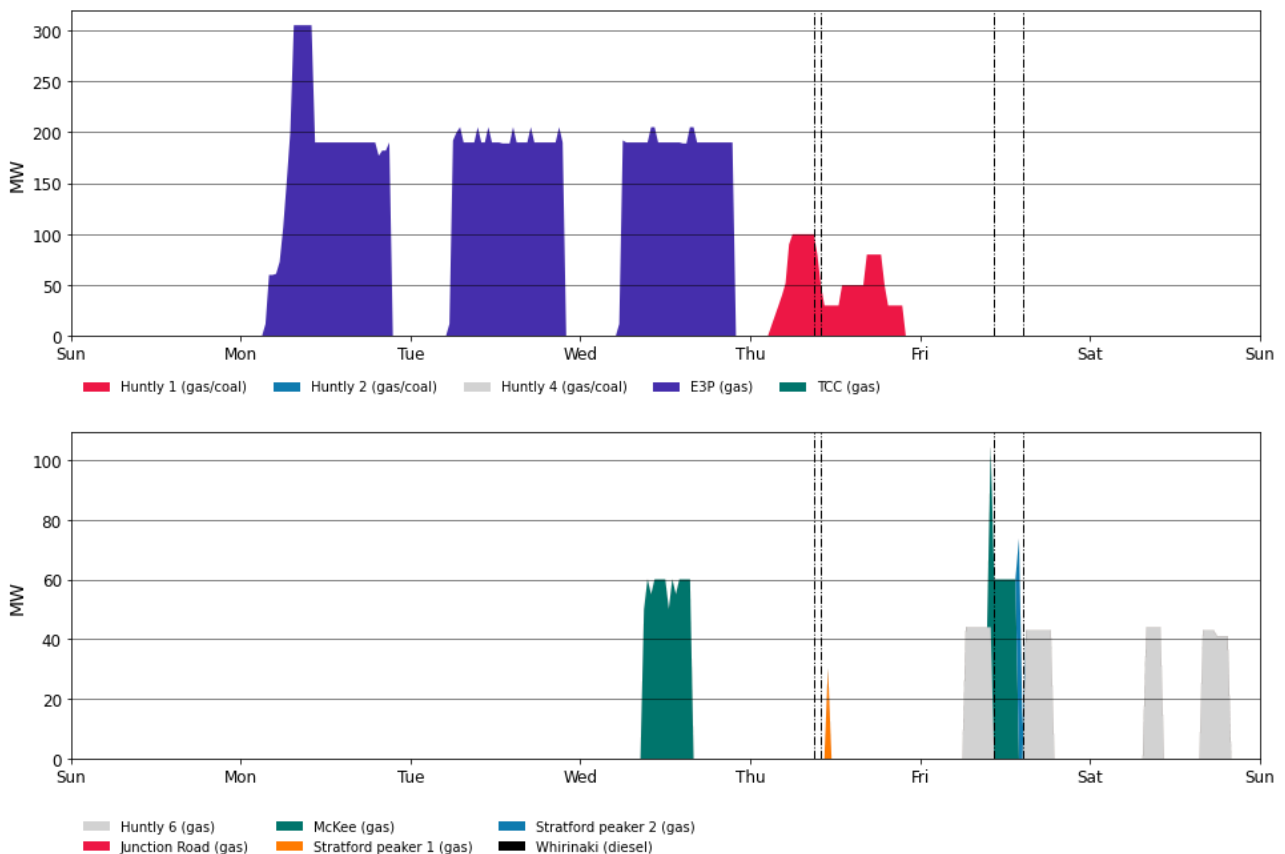 300
250
200
150
100
50
0
MW
Sun Mon Tue Wed Thu Fri Sat Sun
Huntly 1 (gas/coal) Huntly 2 (gas/coal) Huntly 4 (gas/coal) E3P (gas) TCC (gas)
100
80
60
40
20
0
MW
Sun Mon Tue Wed Thu Fri Sat Sun
Huntly 6 (gas) McKee (gas) Stratford peaker 2 (gas)
Junction Road (gas) Stratford peaker 1 (gas) Whirinaki (diesel)